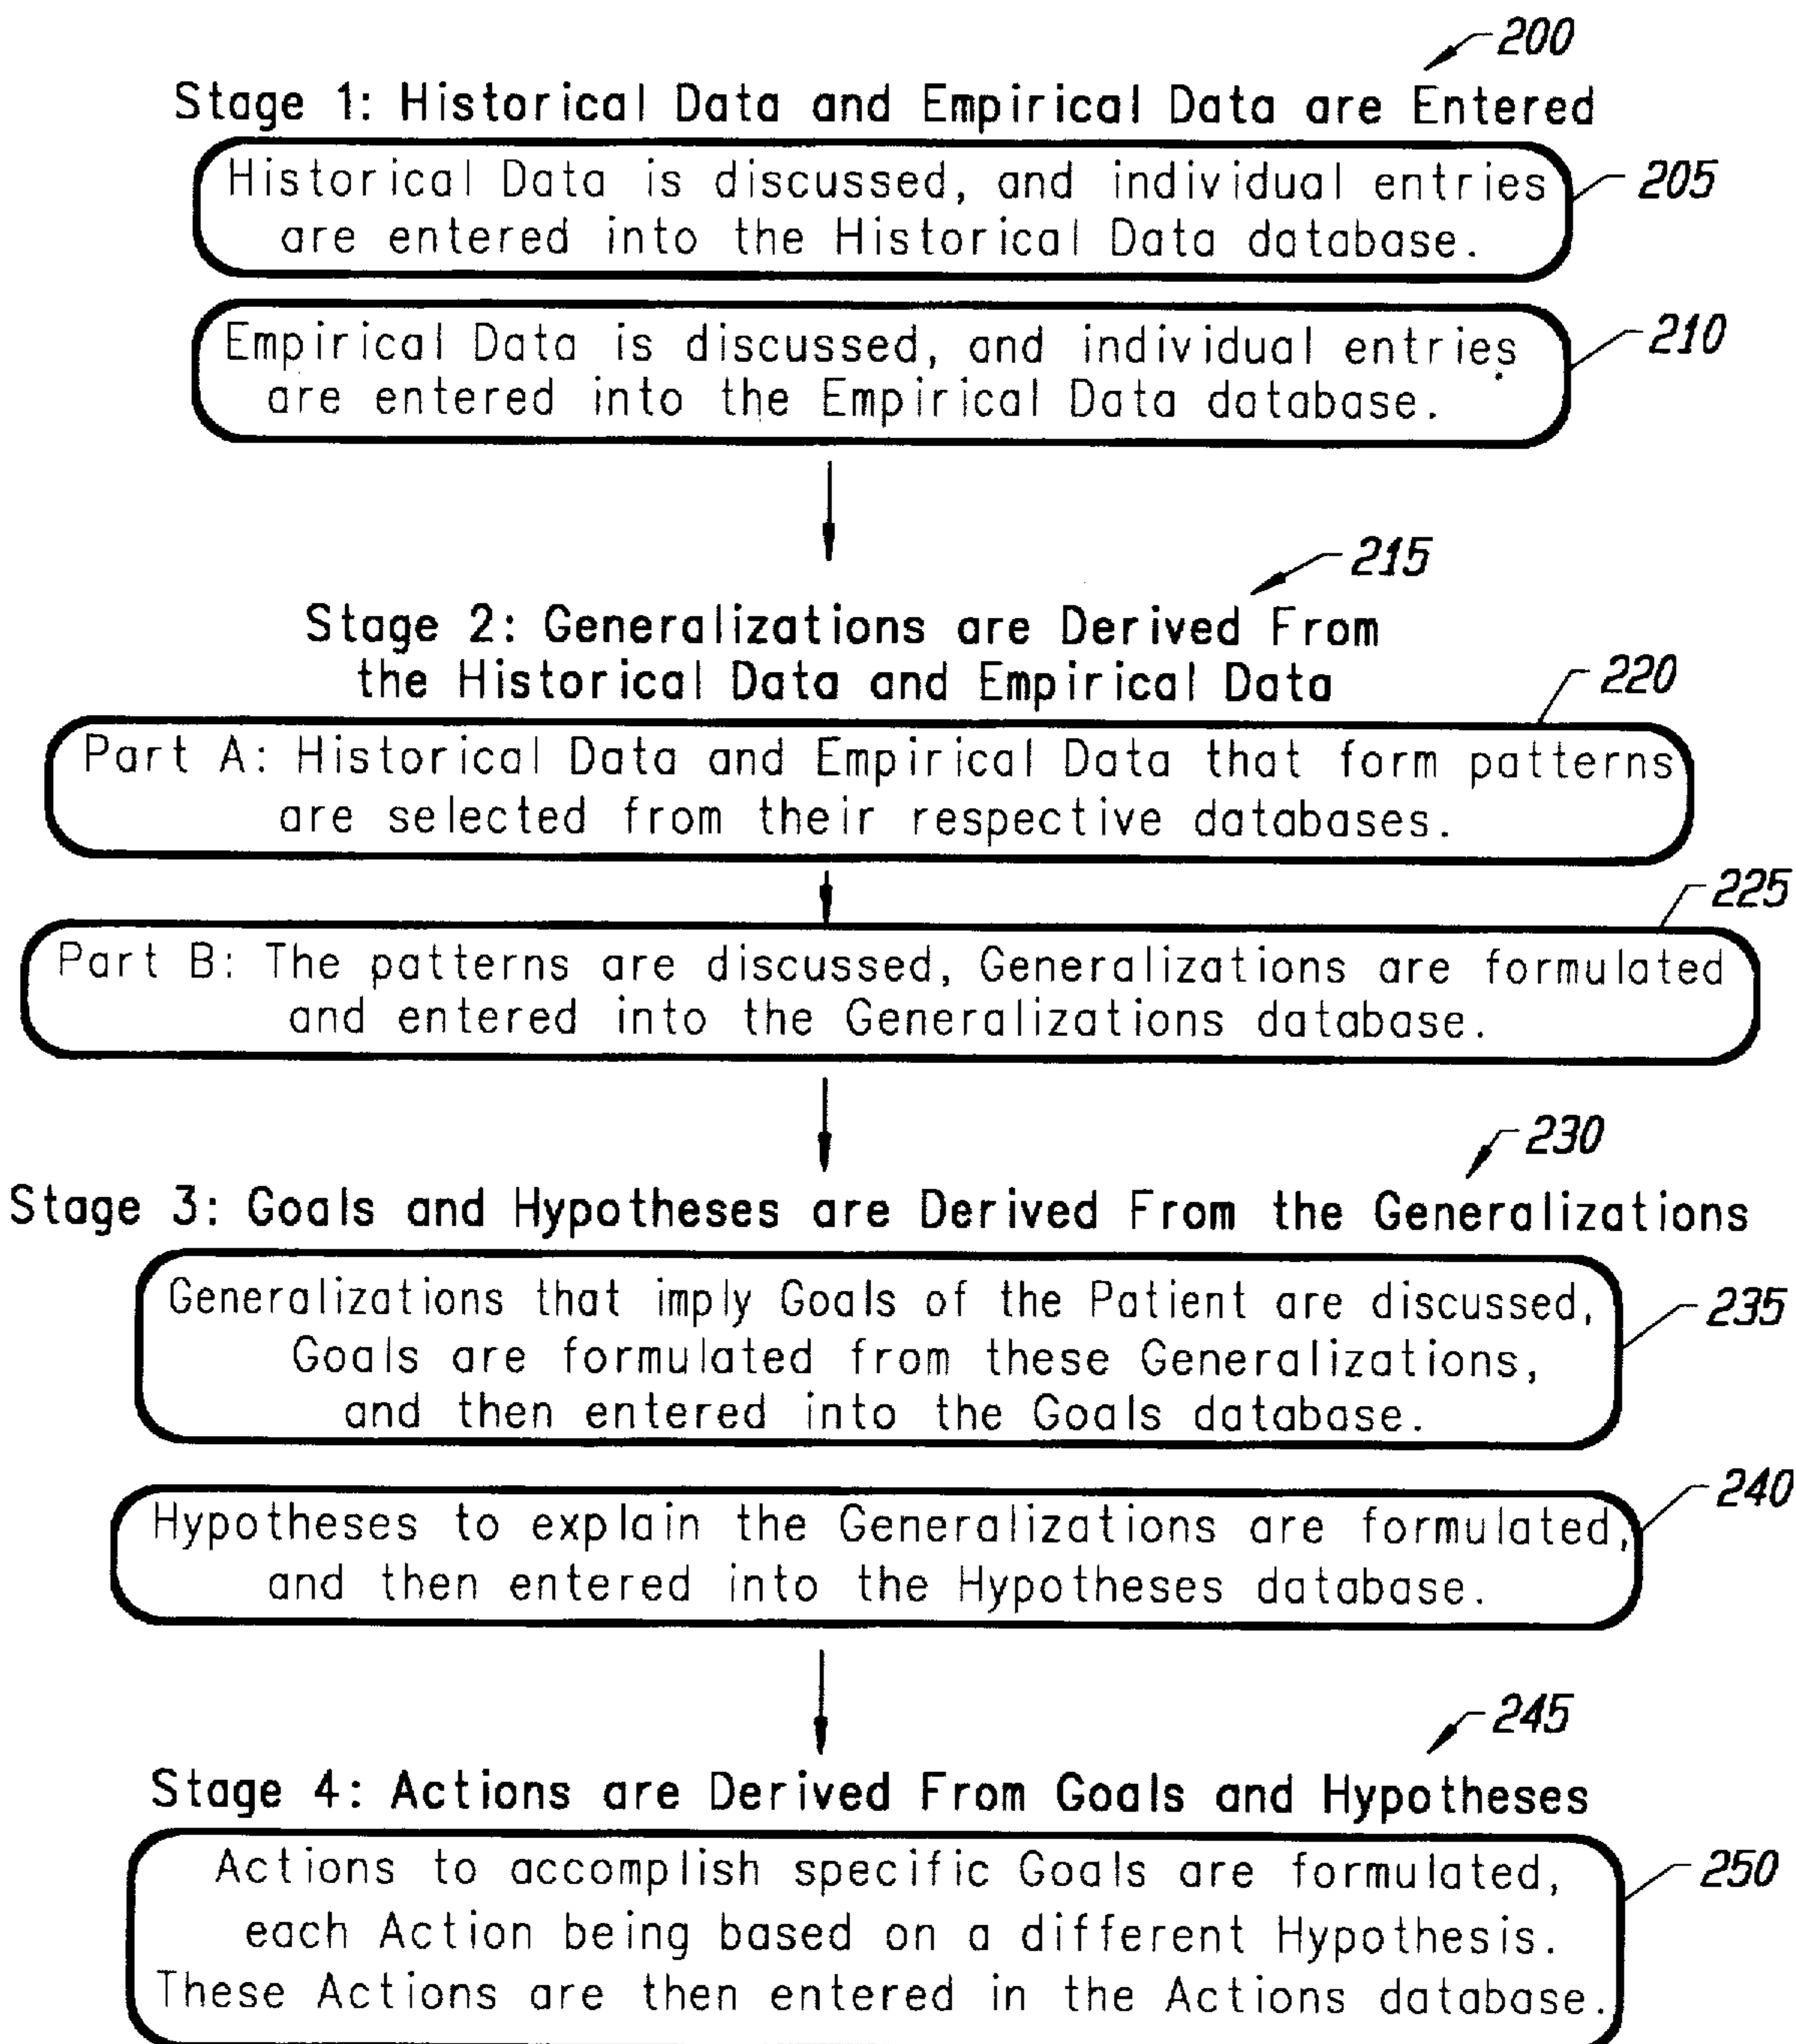 200
Stage 1: Historical Data and Empirical Data are Entered
Historical Data is discussed, and individual entries
are entered into the Historical Data database.
205
Empirical Data is discussed, and individual entries
are entered into the Empirical Data database.
210
215
Stage 2: Generalizations are Derived From
the Historical Data and Empirical Data
220
Part A: Historical Data and Empirical Data that form patterns
are selected from their respective databases.
225
Part B: The patterns are discussed, Generalizations are formulated
and entered into the Generalizations database.
230
Stage 3: Goals and Hypotheses are Derived From the Generalizations
Generalizations that imply Goals of the Patient are discussed,
Goals are formulated from these Generalizations,
and then entered into the Goals database.
235
240
Hypotheses to explain the Generalizations are formulated,
and then entered into the Hypotheses database.
245
Stage 4: Actions are Derived From Goals and Hypotheses
Actions to accomplish specific Goals are formulated,
each Action being based on a different Hypothesis.
These Actions are then entered in the Actions database.
250